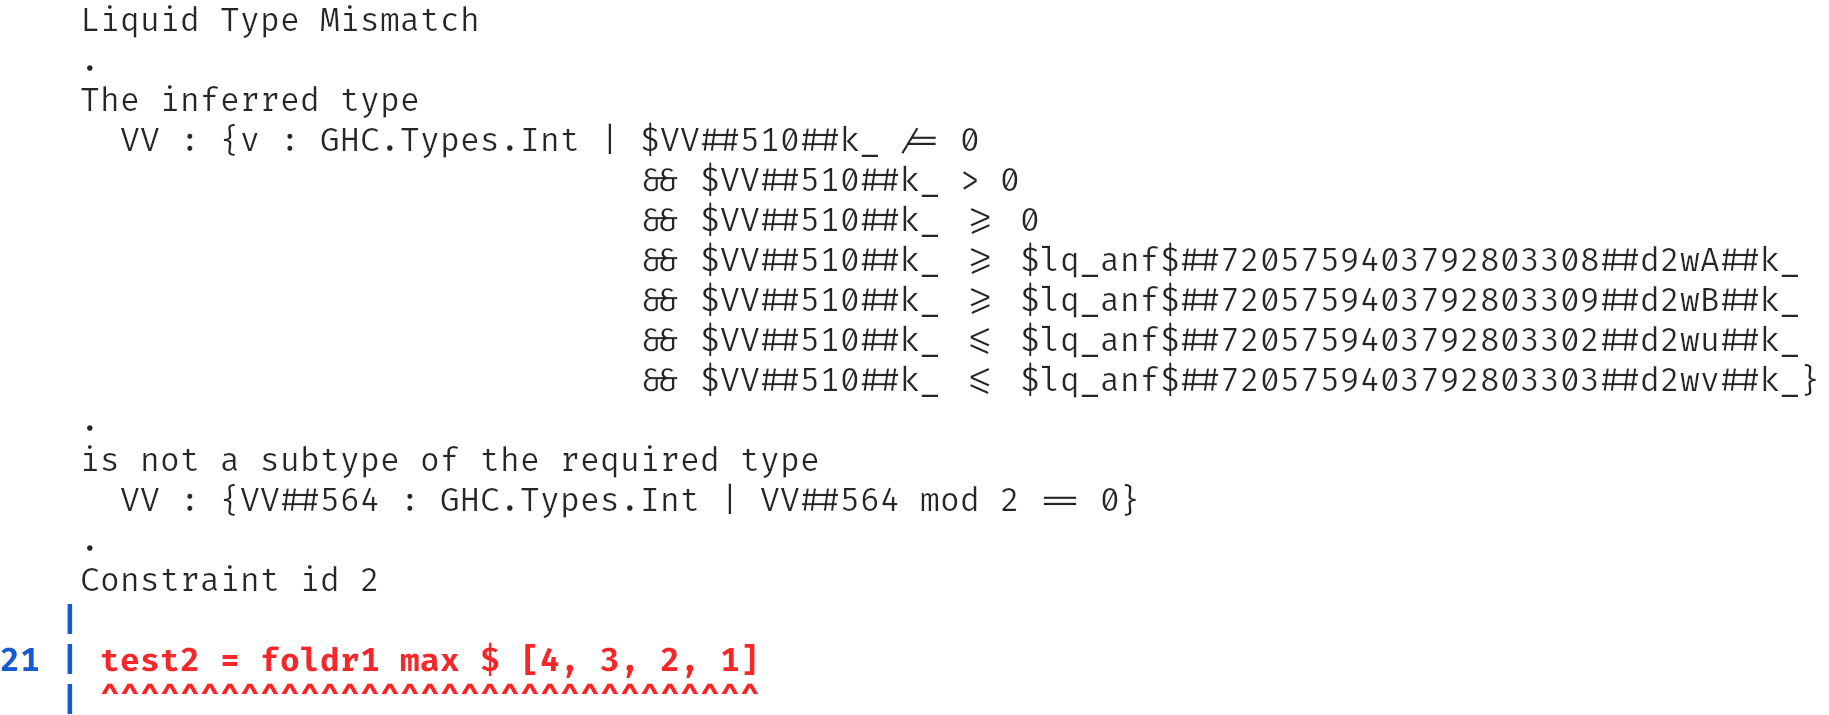 Liquid Type Mismatch
.
The inferred type
VV : {v : GHC.Types.Int | $VV##510##k_ /= 0
&& $VV##510##k_ > 0
&& $VV##510##k_ >= 0
&& $VV##510##k_ >= $lq_anf$##7205759403792803308##d2wA##k_
&& $VV##510##k_ >= $lq_anf$##7205759403792803309##d2wB##k_
&& $VV##510##k_ <= $lq_anf$##7205759403792803302##d2wu##k_
&& $VV##510##k_ <= $lq_anf$##7205759403792803303##d2wv##k_}
.
is not a subtype of the required type
VV : {VV##564 : GHC.Types.Int | VV##564 mod 2 == 0}
.
Constraint id 2
|
21 | test2 = foldr1 max $ [4, 3, 2, 1]
| ^^^^^^^^^^^^^^^^^^^^^^^^^^^^^^^^^